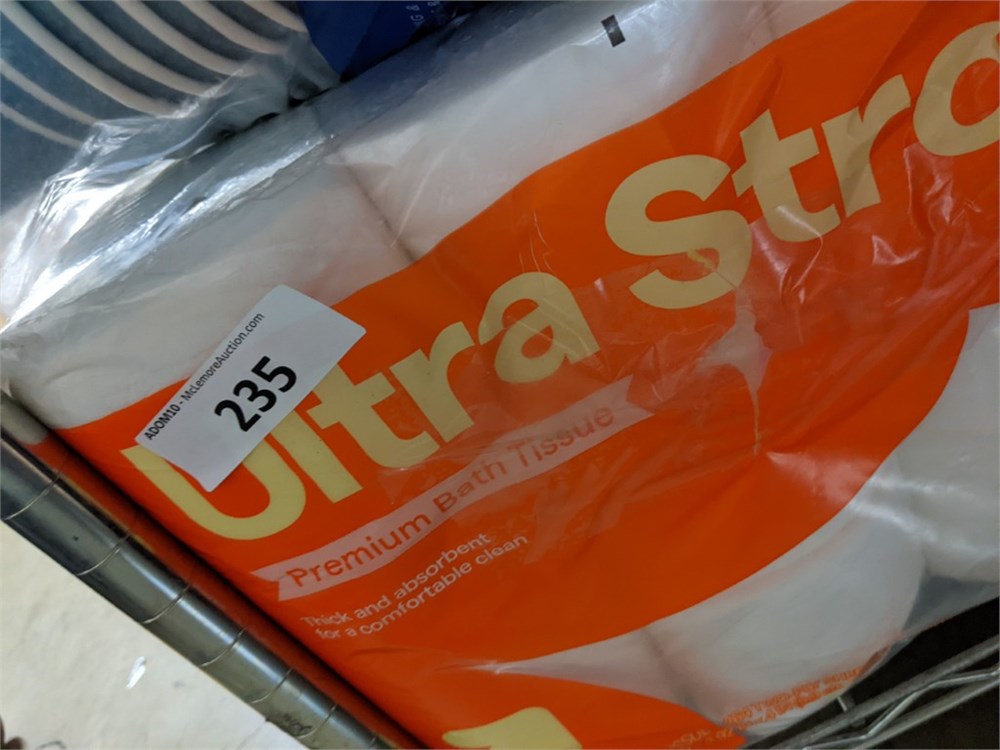 ADOM10 - McLemoreAuction.com
235
Ultra Stro
Premium Bath Tissue
Thick and absorbent
for a comfortable clean